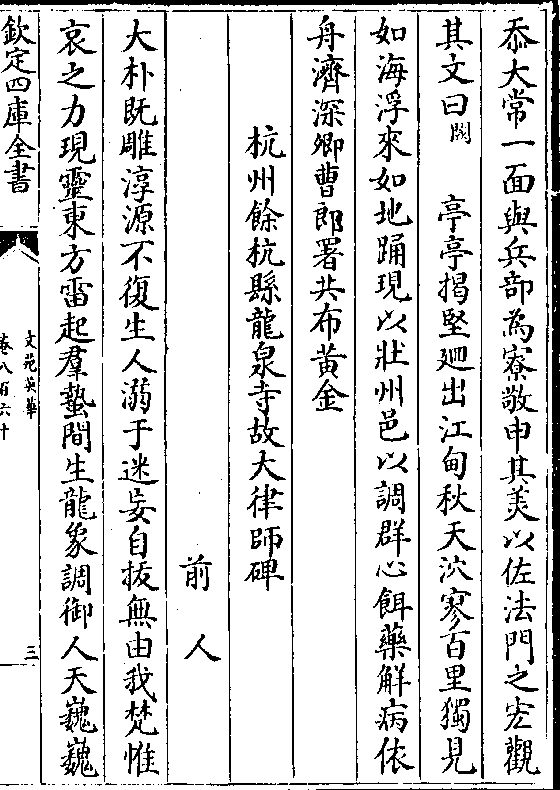 忝大常一面與兵部為寮敬申其美以佐法門之宏觀
其文曰闕　亭亭揭堅廻出江甸秋天泬寥百里獨見
如海浮來如地踊現以壯州邑以調群心餌藥解病依
舟濟深卿曹郎署共布黃金
杭州餘杭縣龍泉寺故大律師碑
前人
大朴既雕淳源不復生人溺于迷妄自拔無由我梵惟
哀之力現靈東方雷起羣蟄間生龍象調御人天巍巍
欽定四庫全書
文苑英華
卷八百六十
三